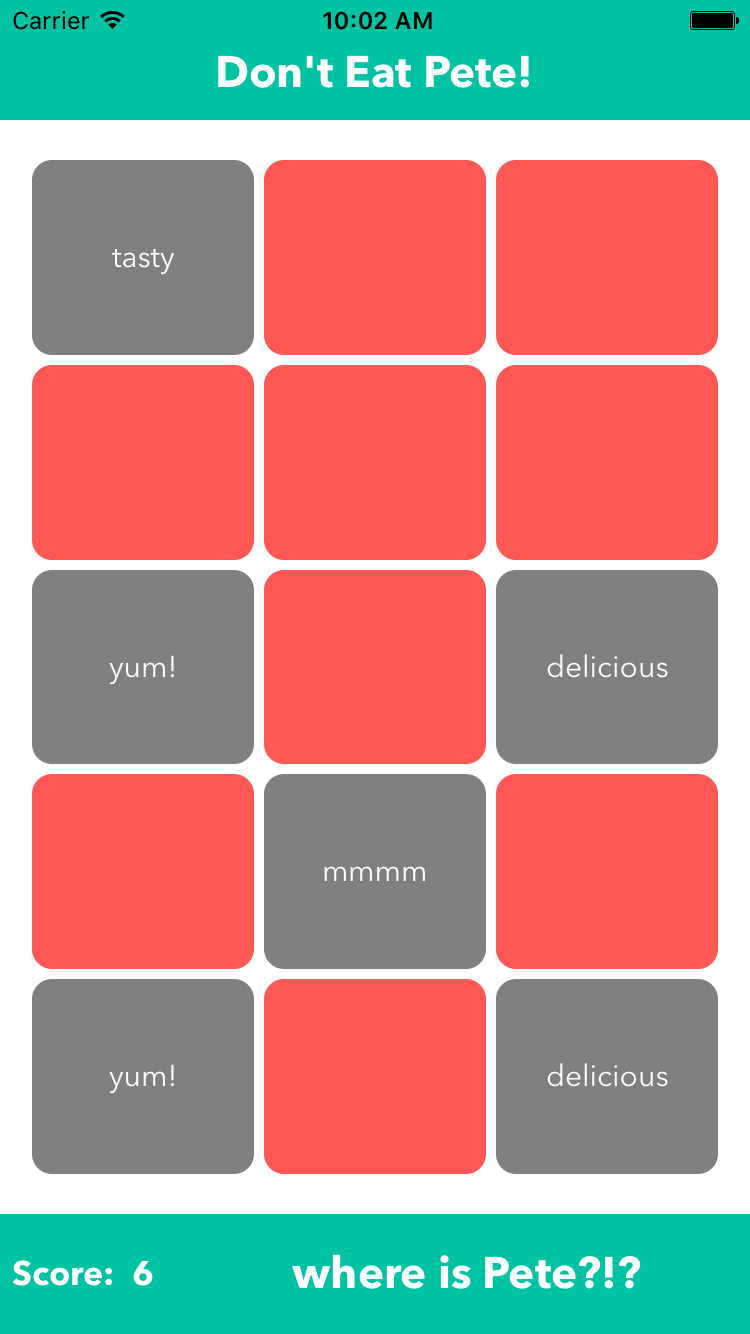 Carrier 10:02 AM
Don't Eat Pete!
tasty
yum! delicious
mmmm
yum! delicious
Score: 6 where is Pete?!?